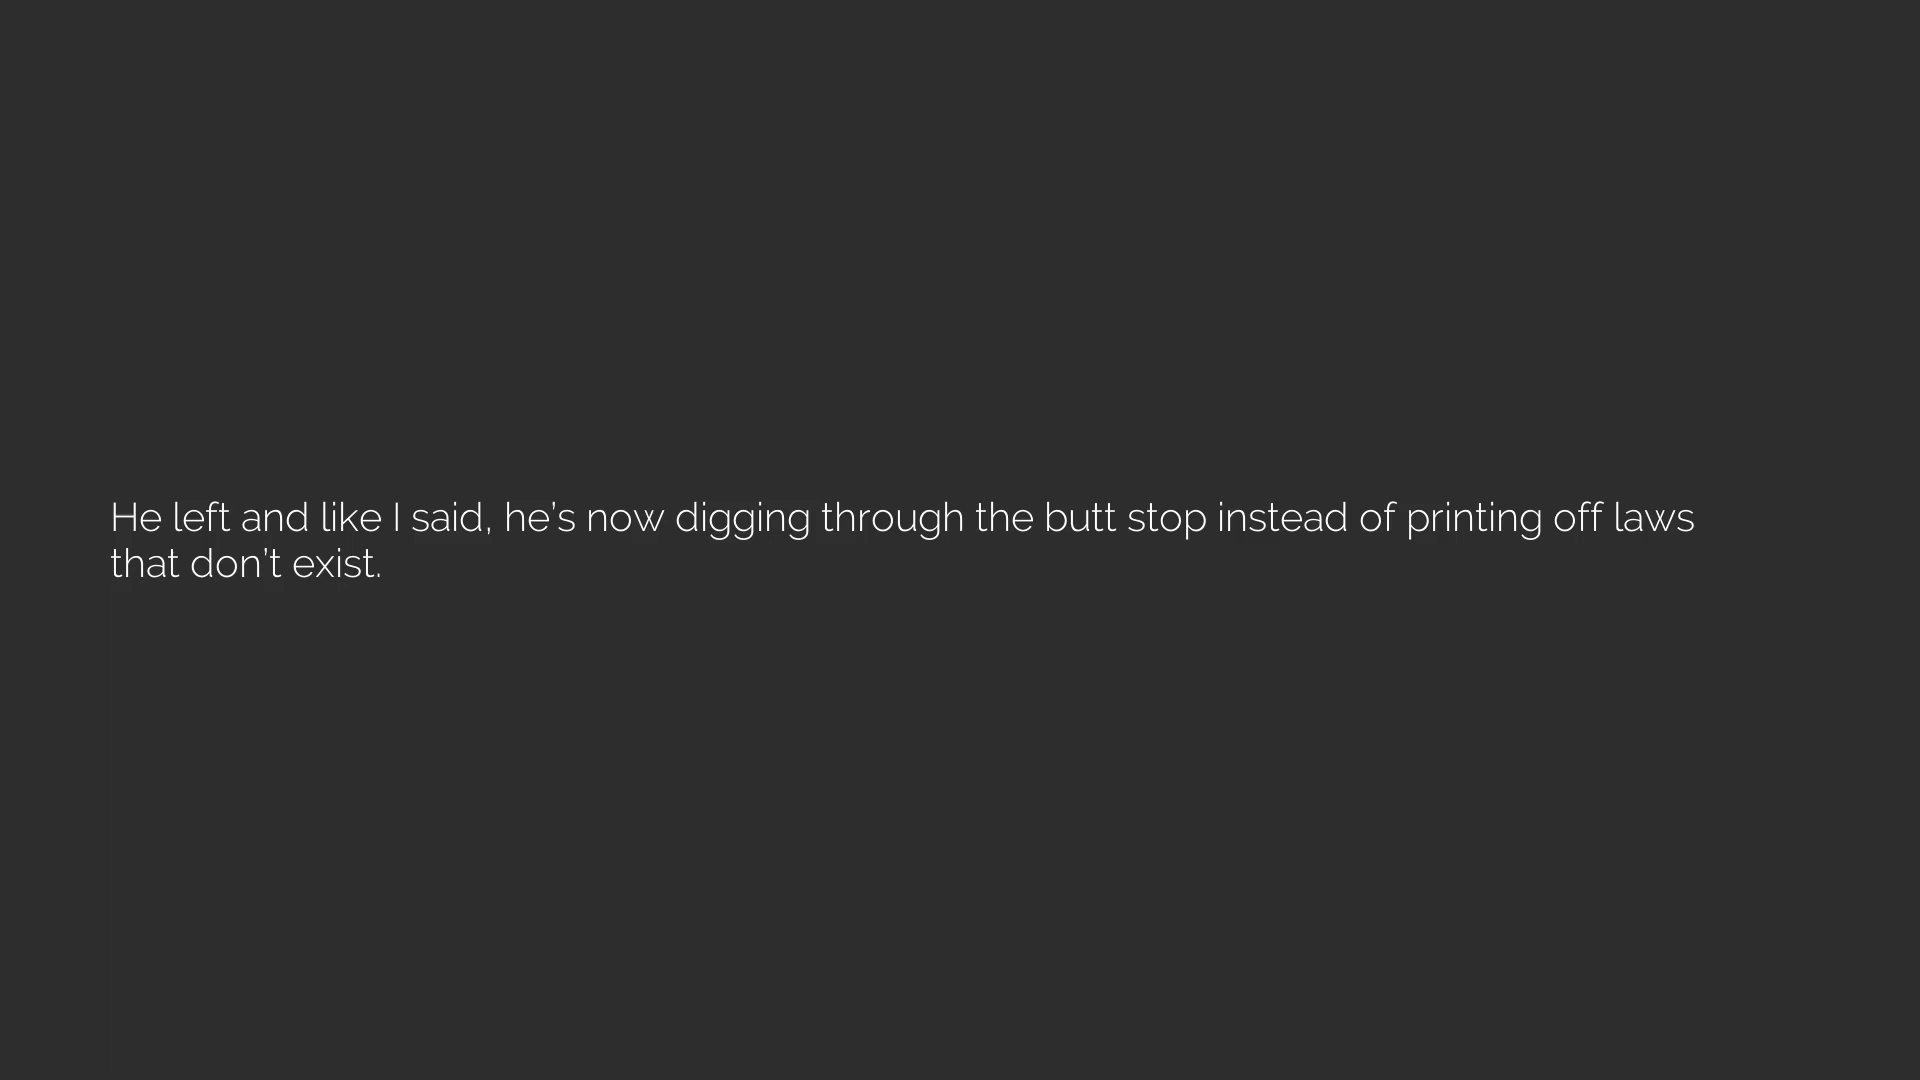 He left and like I said, he’s now digging through the butt stop instead of printing off laws
that don’t exist.